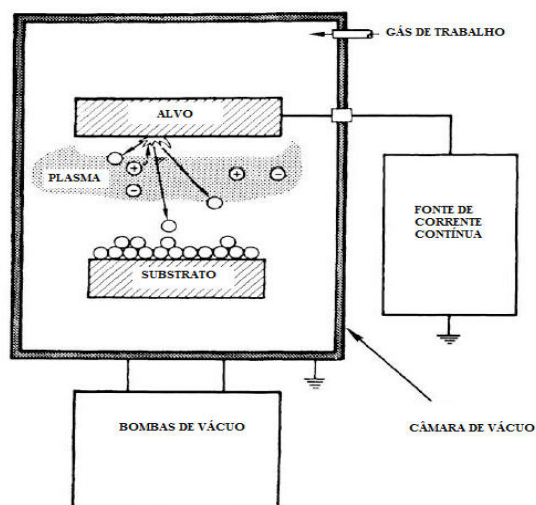 GÁS DE TRABALHO
ALVO
PLASMA
+
-
+
-
FONTE DE
CORRENTE
CONTÍNUA
SUBSTRATO
BOMBAS DE VÁCUO
CÂMARA DE VÁCUO